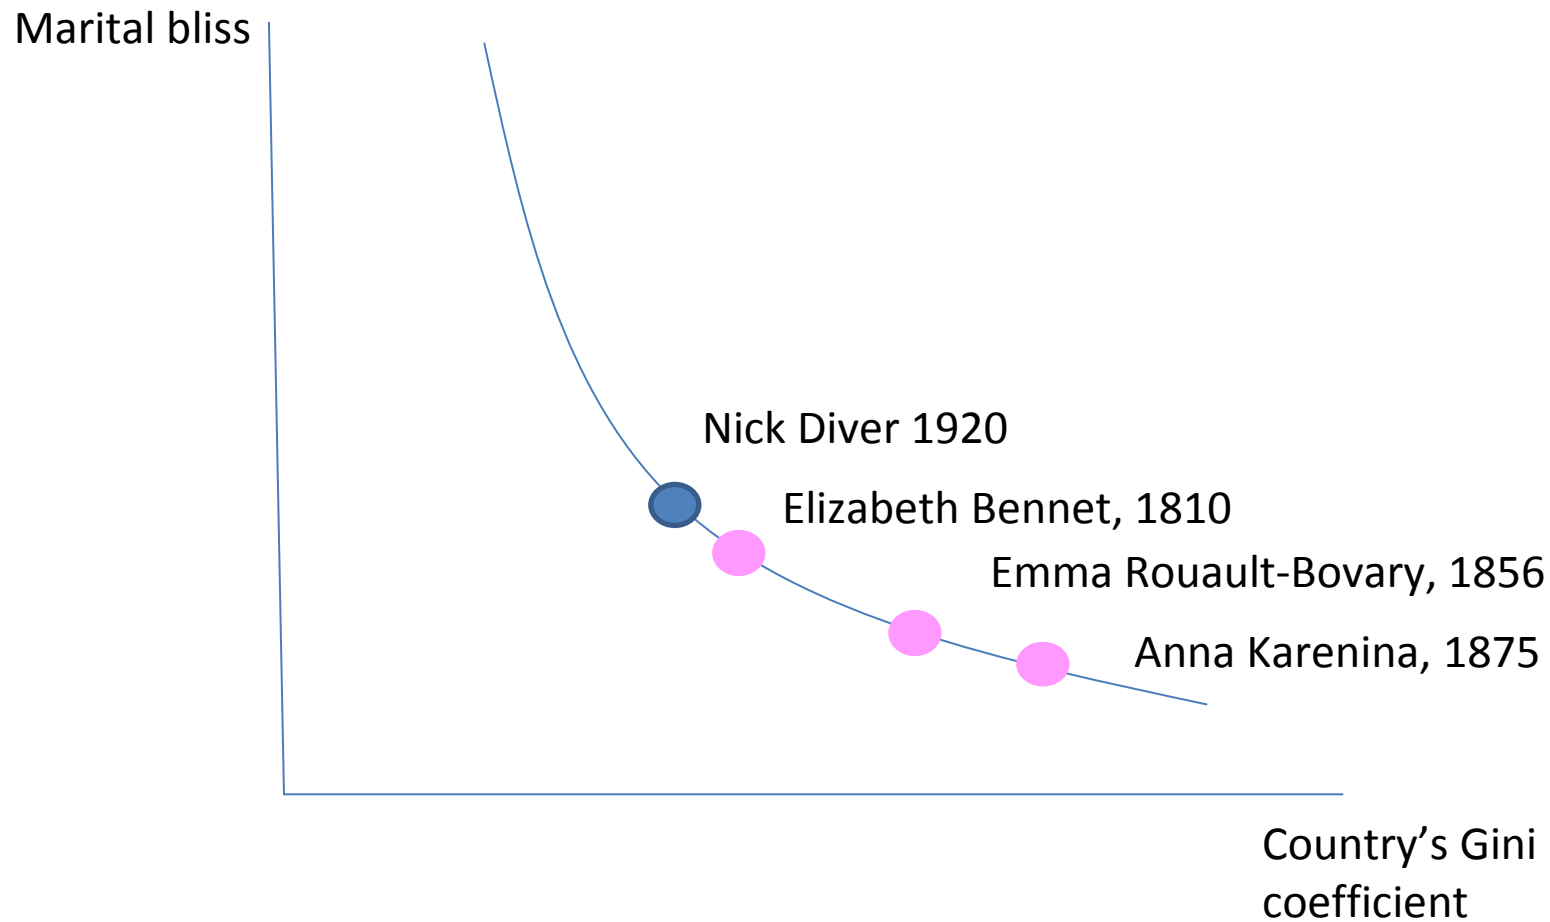 Marital bliss
Nick Diver 1920
Elizabeth Bennet, 1810
Emma Rouault-Bovary, 1856
Anna Karenina, 1875
Country’s Gini
coefficient